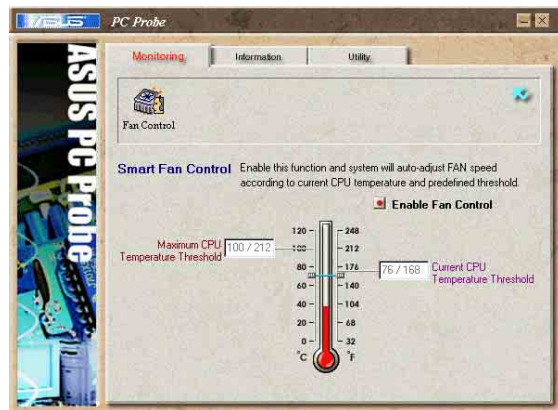 ASUS PC Probe
Monitoring Information Utility
ASUS PC Probe
Fan Control
Smart Fan Control Enable this function and system will auto-adjust FAN speed
according to current CPU temperature and predefined threshold.
Enable Fan Control
Maximum CPU
Temperature Threshold
100 / 212
120 248
100 212
80 176
60 140
40 104
20 68
0 32
°C °F
76 / 168
Current CPU
Temperature Threshold